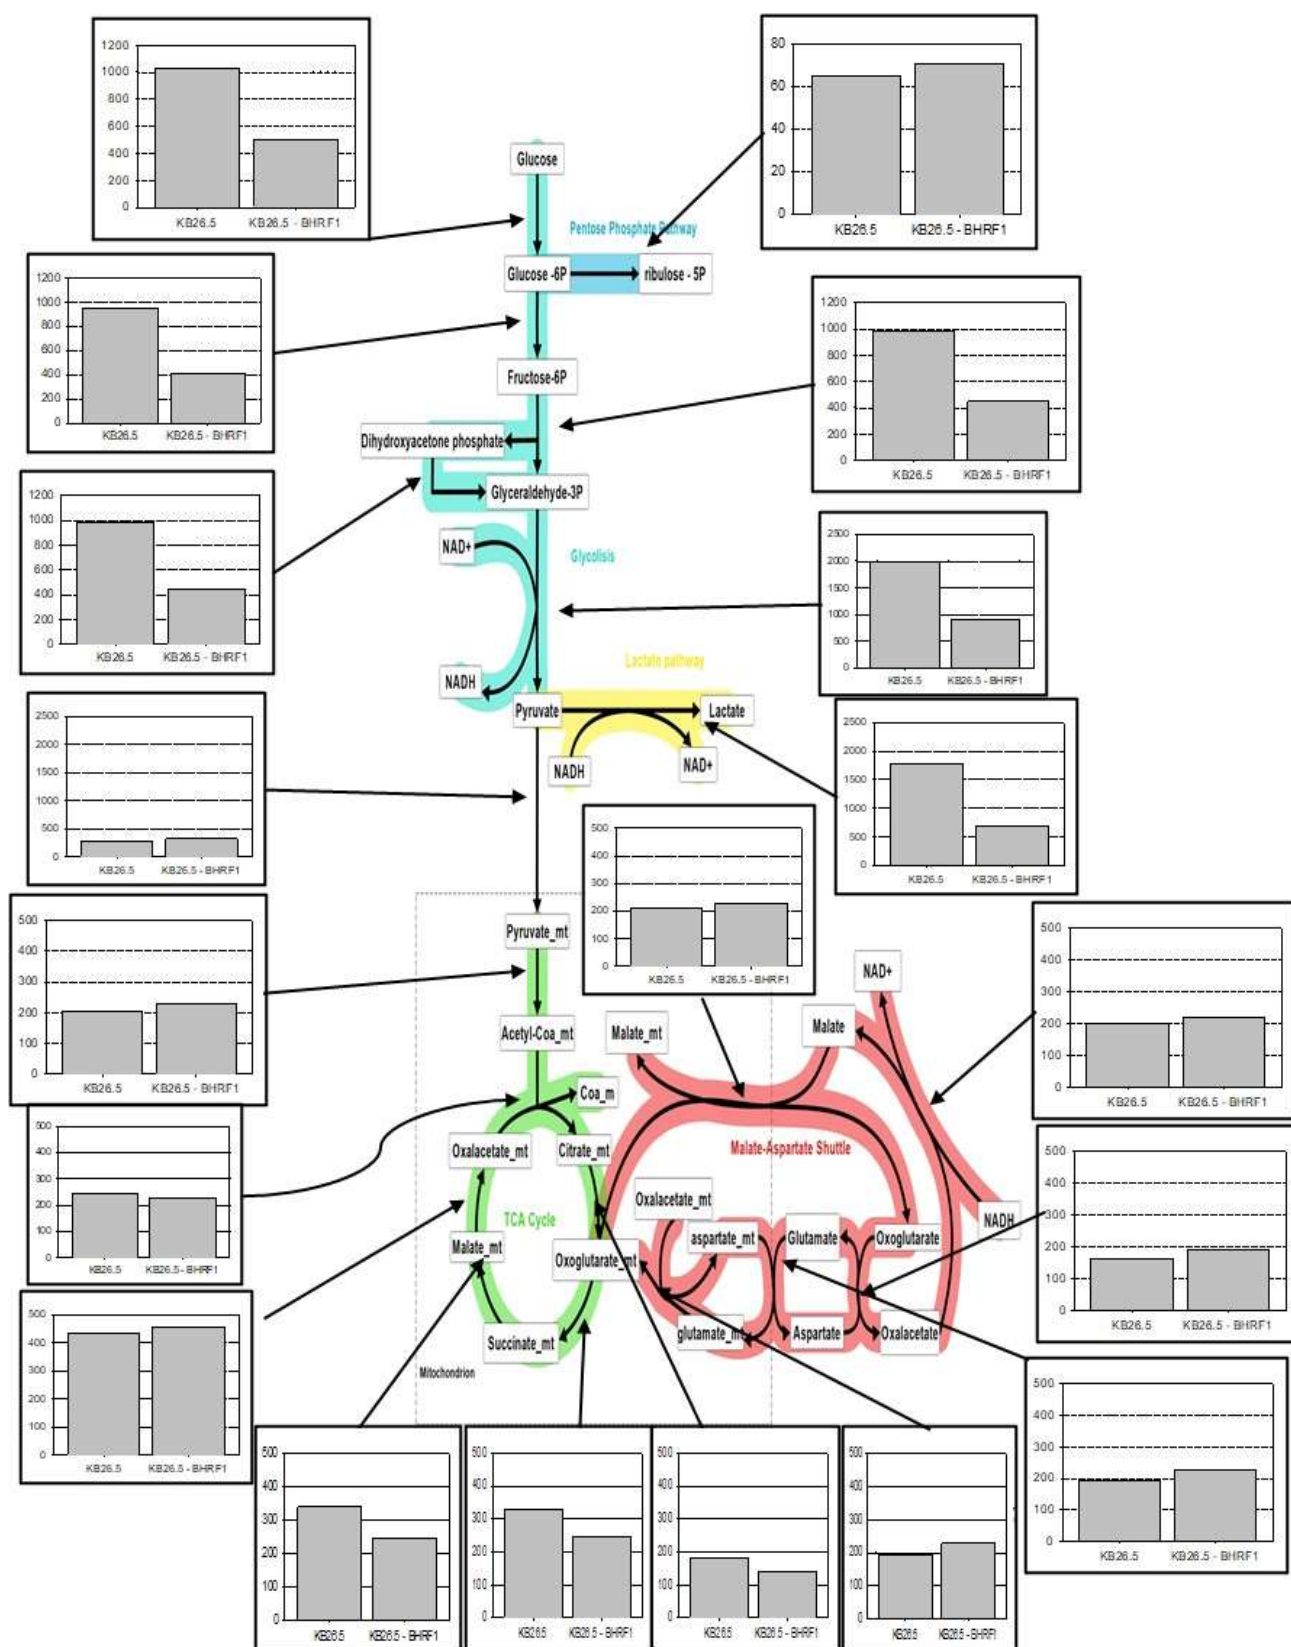 1200
1000
800
600
400
200
0
KB26.5
KB26.5 - BHRF1
80
60
40
20
0
KB26.5
KB26.5 - BHRF1
Glucose
Pentose Phosphate Pathway
Glucose -6P
ribulose - 5P
1200
1000
800
600
400
200
0
KB26.5
KB26.5 - BHRF1
1200
1000
800
600
400
200
0
KB26.5
KB26.5 - BHRF1
Fructose-6P
Dihydroxyacetone phosphate
Glyceraldehyde-3P
1200
1000
800
600
400
200
0
KB26.5
KB26.5 - BHRF1
NAD+
Glycolisis
NADH
2500
2000
1500
1000
500
0
KB26.5
KB26.5 - BHRF1
Lactate pathway
Pyruvate
Lactate
NADH
NAD+
2500
2000
1500
1000
500
0
KB26.5
KB26.5 - BHRF1
2500
2000
1500
1000
500
0
KB26.5
KB26.5 - BHRF1
500
400
300
200
100
0
KB26.5
KB26.5 - BHRF1
500
400
300
200
100
0
KB26.5
KB26.5 - BHRF1
Pyruvate_mt
Acetyl-Coa_mt
NAD+
Malate_mt
Malate
500
400
300
200
100
0
KB26.5
KB26.5 - BHRF1
Coa_m
Oxalacetate_mt
Citrate_mt
Malate-Aspartate Shuttle
500
400
300
200
100
0
KB26.5
KB26.5 - BHRF1
Oxalacetate_mt
TCA Cycle
NADH
Malate_mt
Oxoglutarate_mt
aspartate_mt
Glutamate
Oxoglutarate
500
400
300
200
100
0
KB26.5
KB26.5 - BHRF1
Succinate_mt
glutamate_mt
Aspartate
Oxalacetate
Mitochondrion
500
400
300
200
100
0
KB26.5
KB26.5 - BHRF1
500
400
300
200
100
0
KB26.5
KB26.5 - BHRF1
500
400
300
200
100
0
KB26.5
KB26.5 - BHRF1
500
400
300
200
100
0
KB26.5
KB26.5 - BHRF1
500
400
300
200
100
0
KB26.5
KB26.5 - BHRF1
500
400
300
200
100
0
KB26.5
KB26.5 - BHRF1